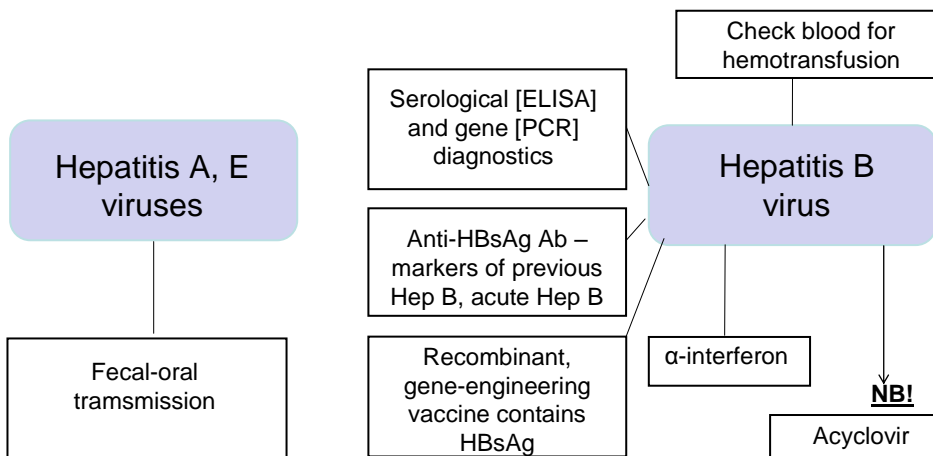 Check blood for
hemotransfusion
Serological [ELISA]
and gene [PCR]
diagnostics
Hepatitis A, E
viruses
Hepatitis B
virus
Anti-HBsAg Ab –
markers of previous
Hep B, acute Hep B
Fecal-oral
tramsmission
Recombinant,
gene-engineering
vaccine contains
HBsAg
α-interferon
NB!
Acyclovir